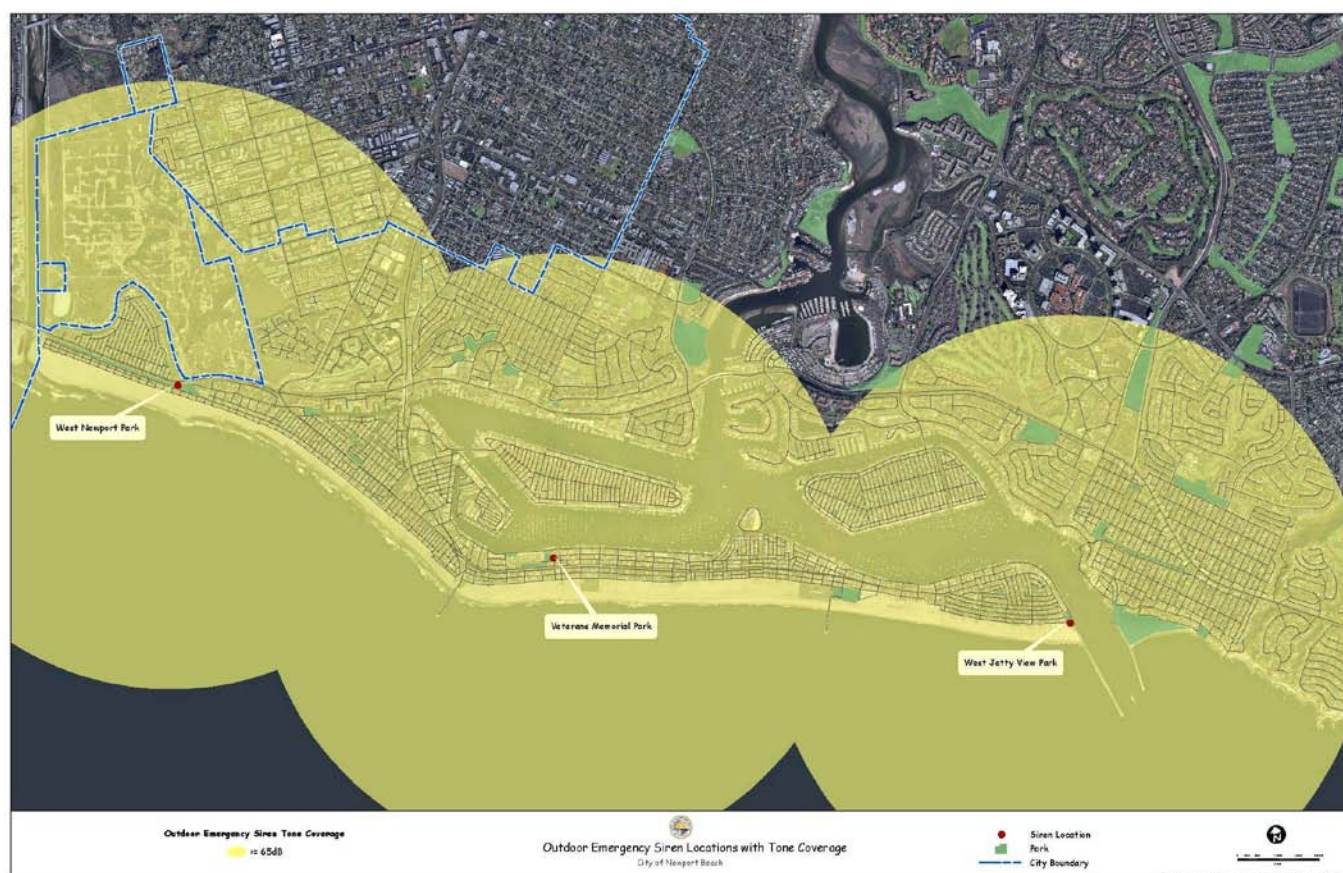 West Newport Park
Veterans Memorial Park
West Jetty View Park
Outdoor Emergency Siren Tone Coverage
>= 65dB
Outdoor Emergency Siren Locations with Tone Coverage
City of Newport Beach
Siren Location
Park
City Boundary